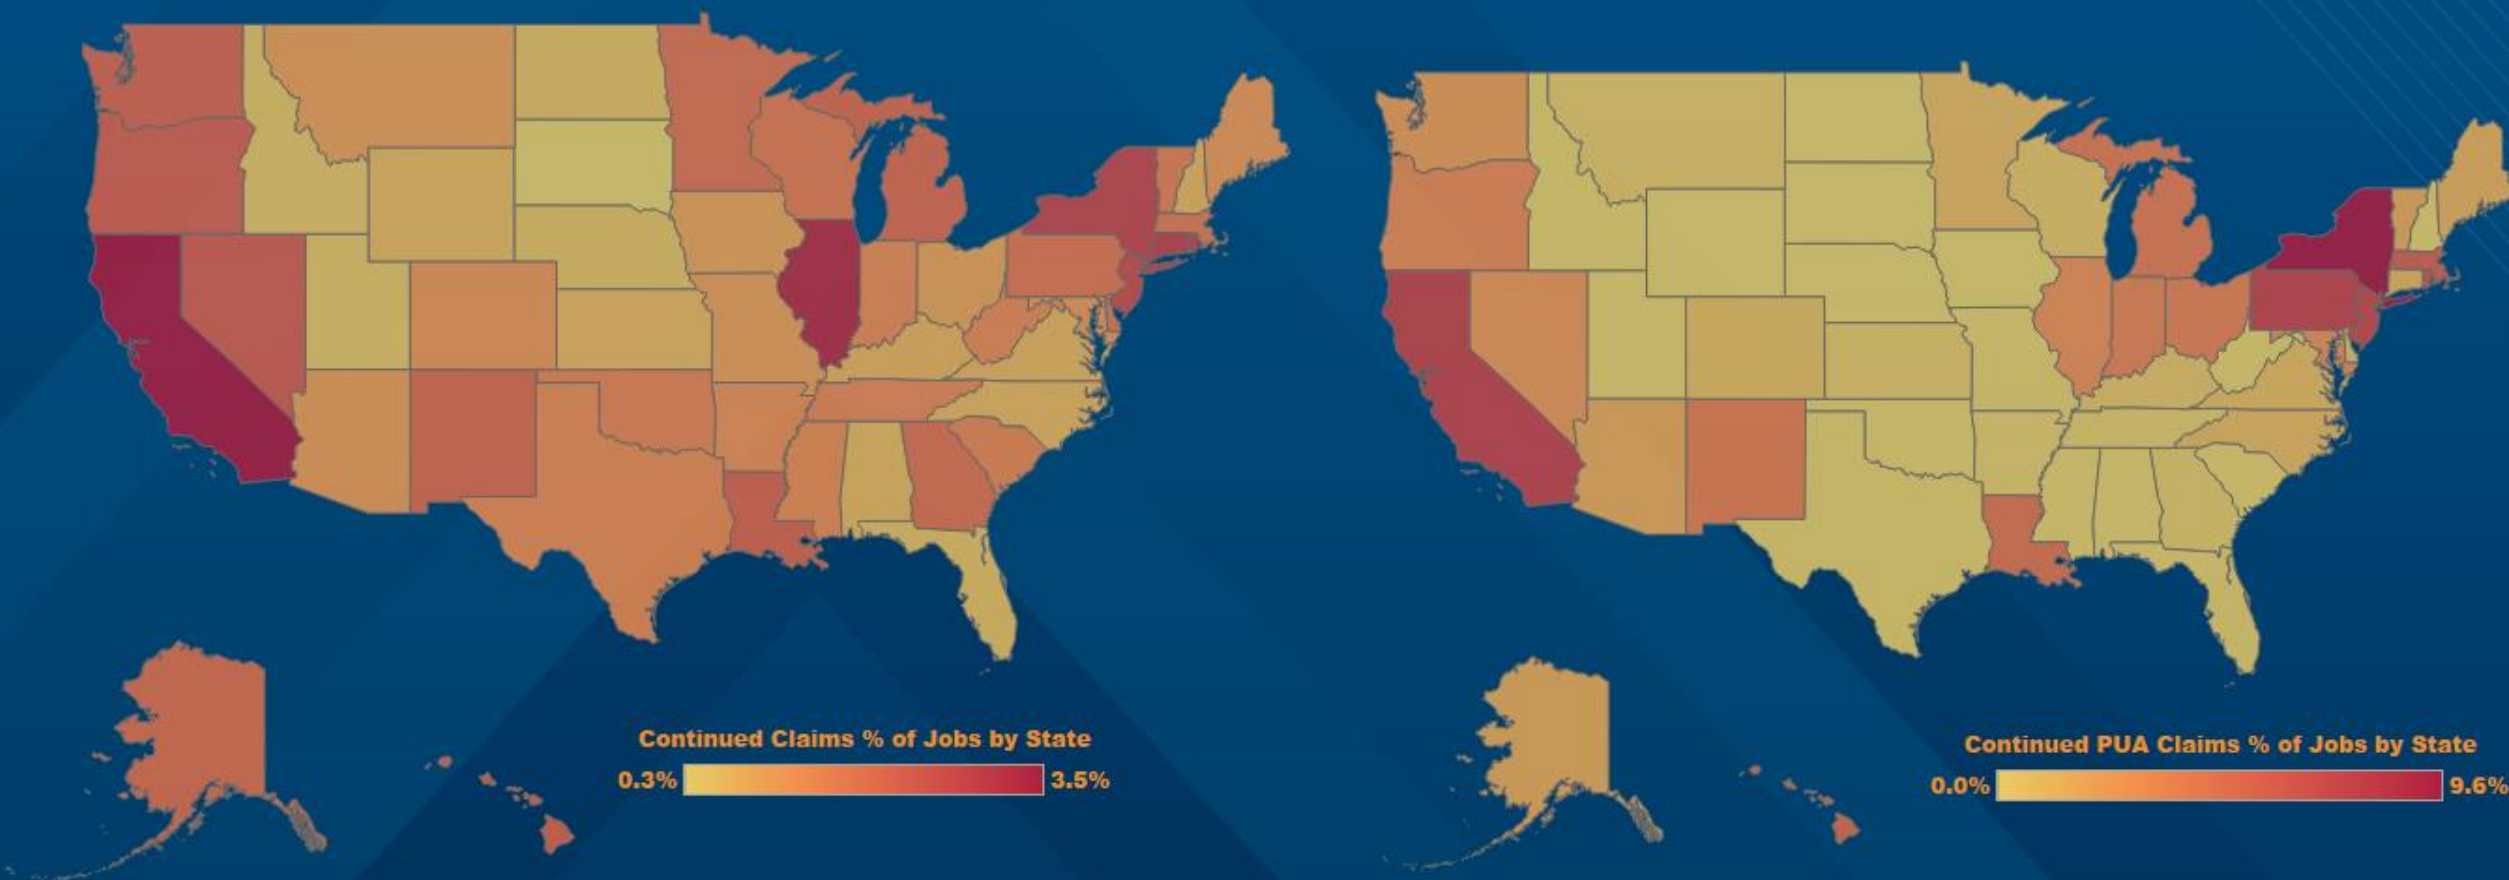 Continued Claims % of Jobs by State
0.3% 3.5%
Continued PUA Claims % of Jobs by State
0.0% 9.6%